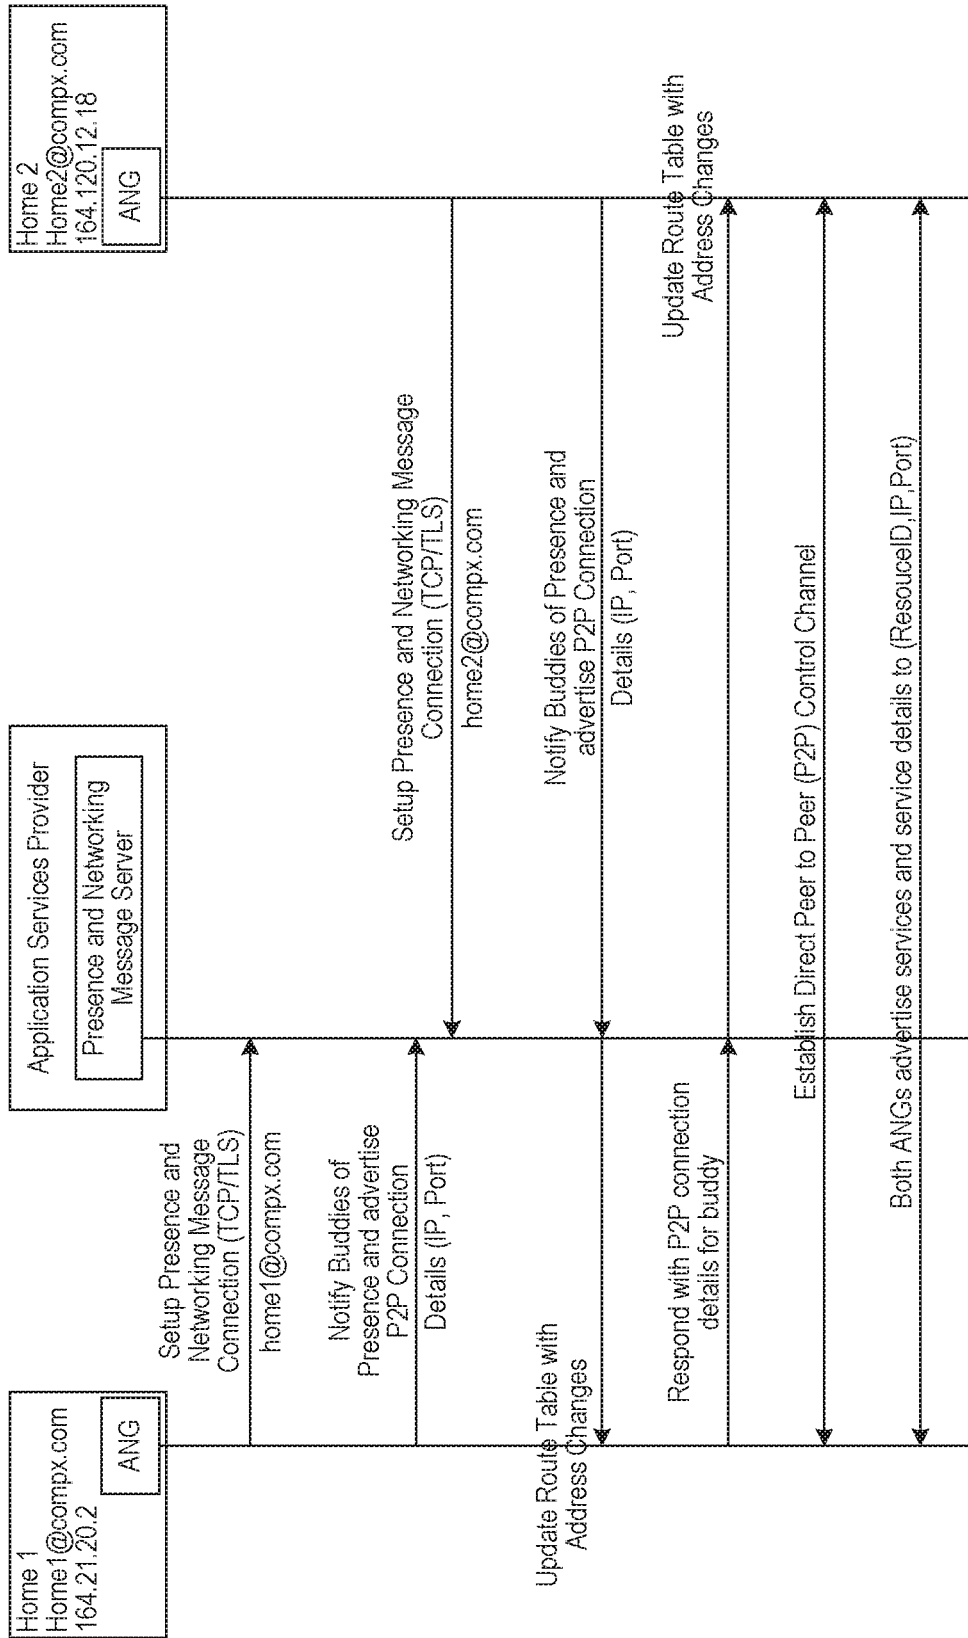 Home 1
Home1@compx.com
164.21.20.2
ANG
Application Services Provider
Presence and Networking
Message Server
Home 2
Home2@compx.com
164.120.12.18
ANG
Setup Presence and
Networking Message
Connection (TCP/TLS)
home1@compx.com
Notify Buddies of
Presence and advertise
P2P Connection
Details (IP, Port)
Setup Presence and Networking Message
Connection (TCP/TLS)
home2@compx.com
Notify Buddies of Presence and
advertise P2P Connection
Details (IP, Port)
Update Route Table with
Address Changes
Respond with P2P connection
details for buddy
Update Route Table with
Address Changes
Establish Direct Peer to Peer (P2P) Control Channel
Both ANGs advertise services and service details to (ResouceID,IP,Port)